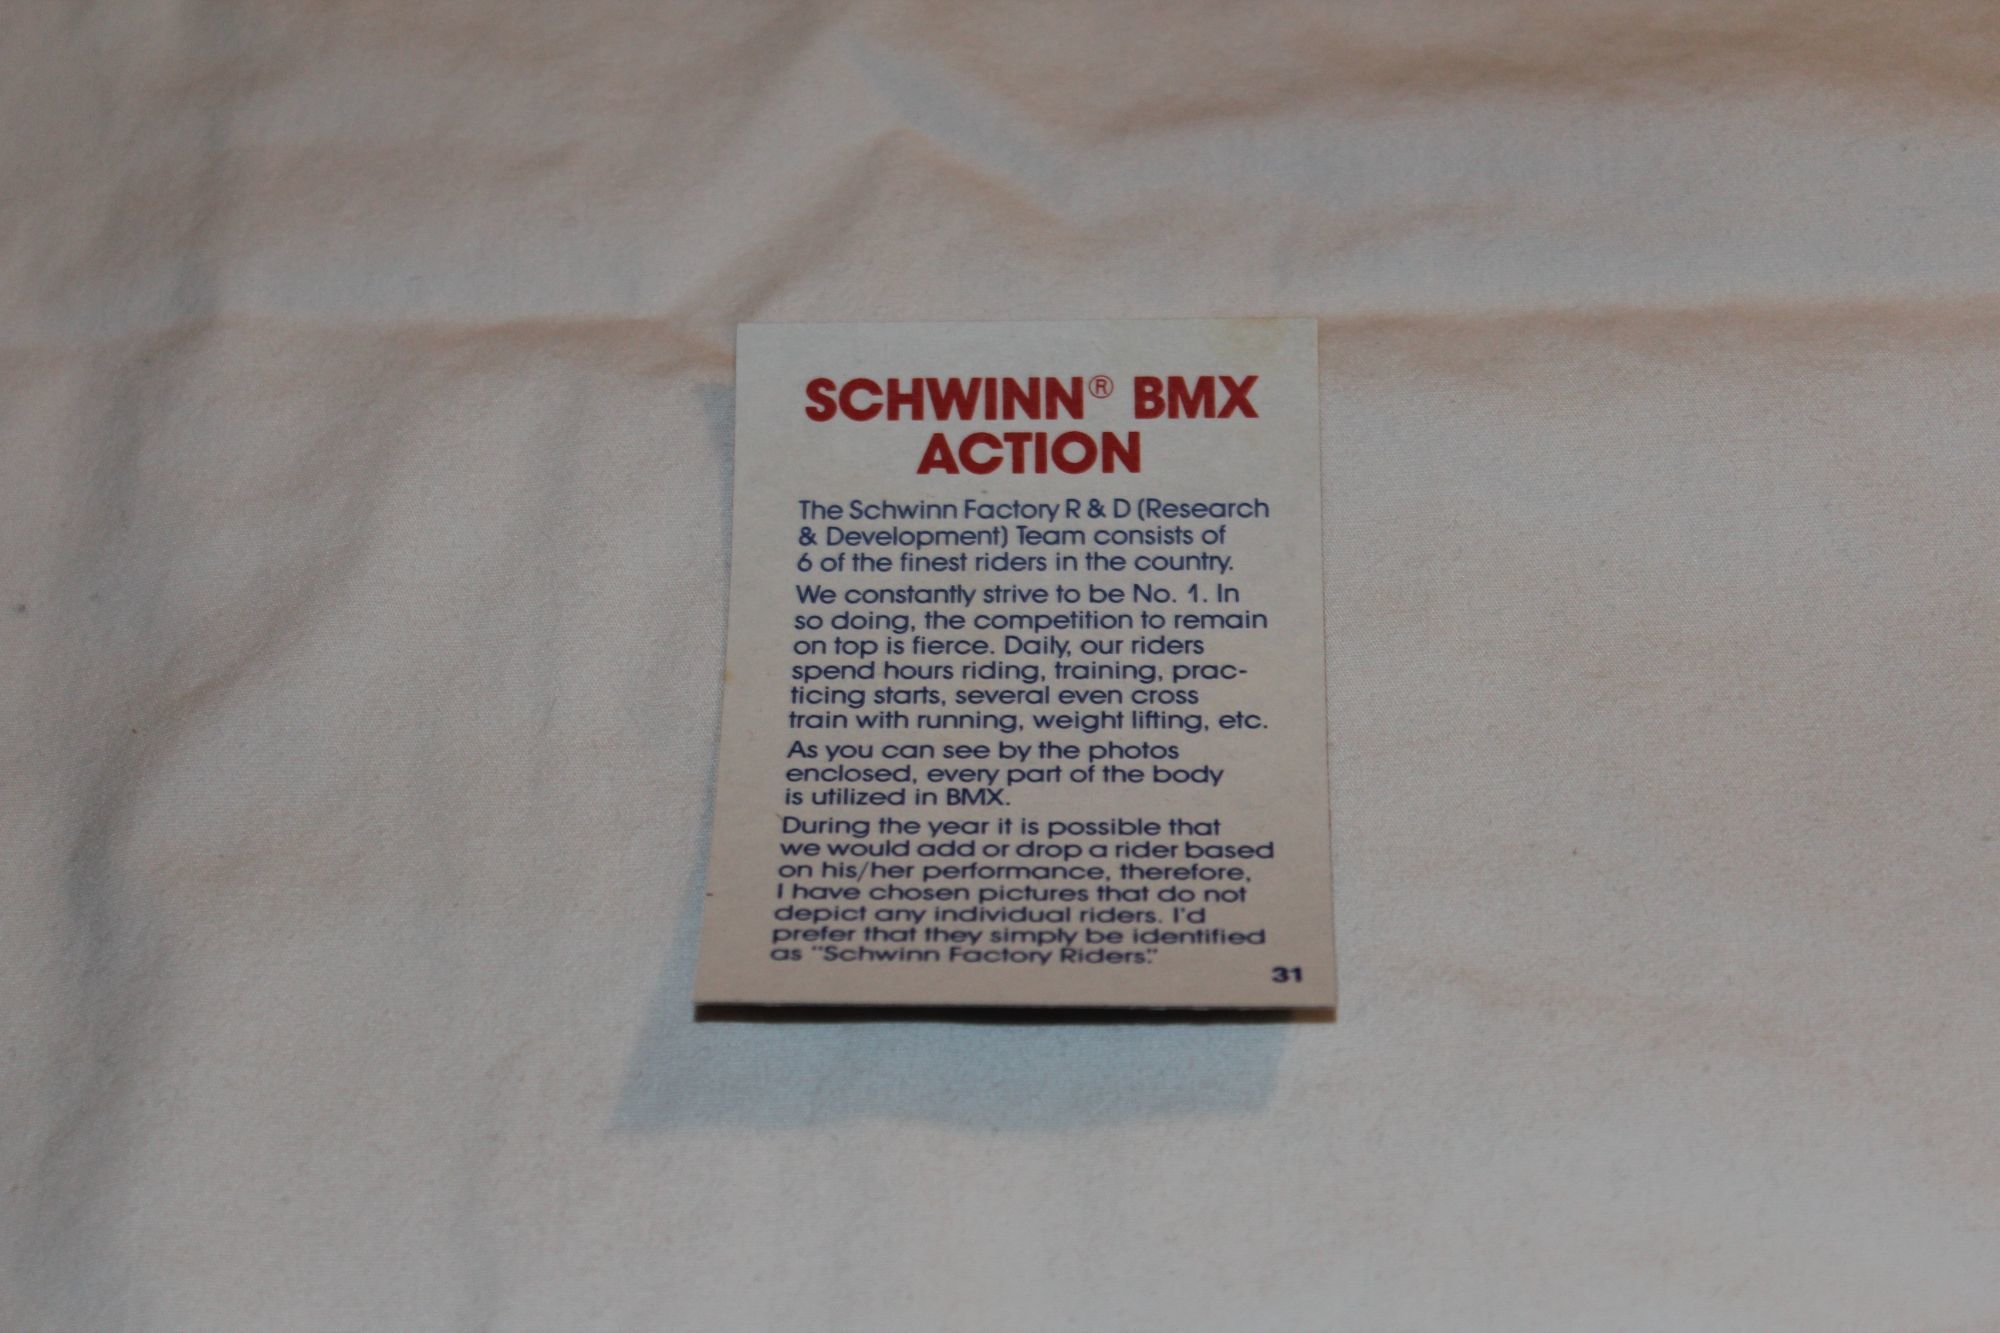 SCHWINN® BMX
ACTION
The Schwinn Factory R & D (Research
& Development) Team consists of
6 of the finest riders in the country.
We constantly strive to be No. 1. In
so doing, the competition to remain
on top is fierce. Daily, our riders
spend hours riding, training, prac-
ticing starts, several even cross
train with running, weight lifting, etc.
As you can see by the photos
enclosed, every part of the body
is utilized in BMX.
During the year it is possible that
we would add or drop a rider based
on his/her performance, therefore,
I have chosen pictures that do not
depict any individual riders. I'd
prefer that they simply be identified
as "Schwinn Factory Riders."
31